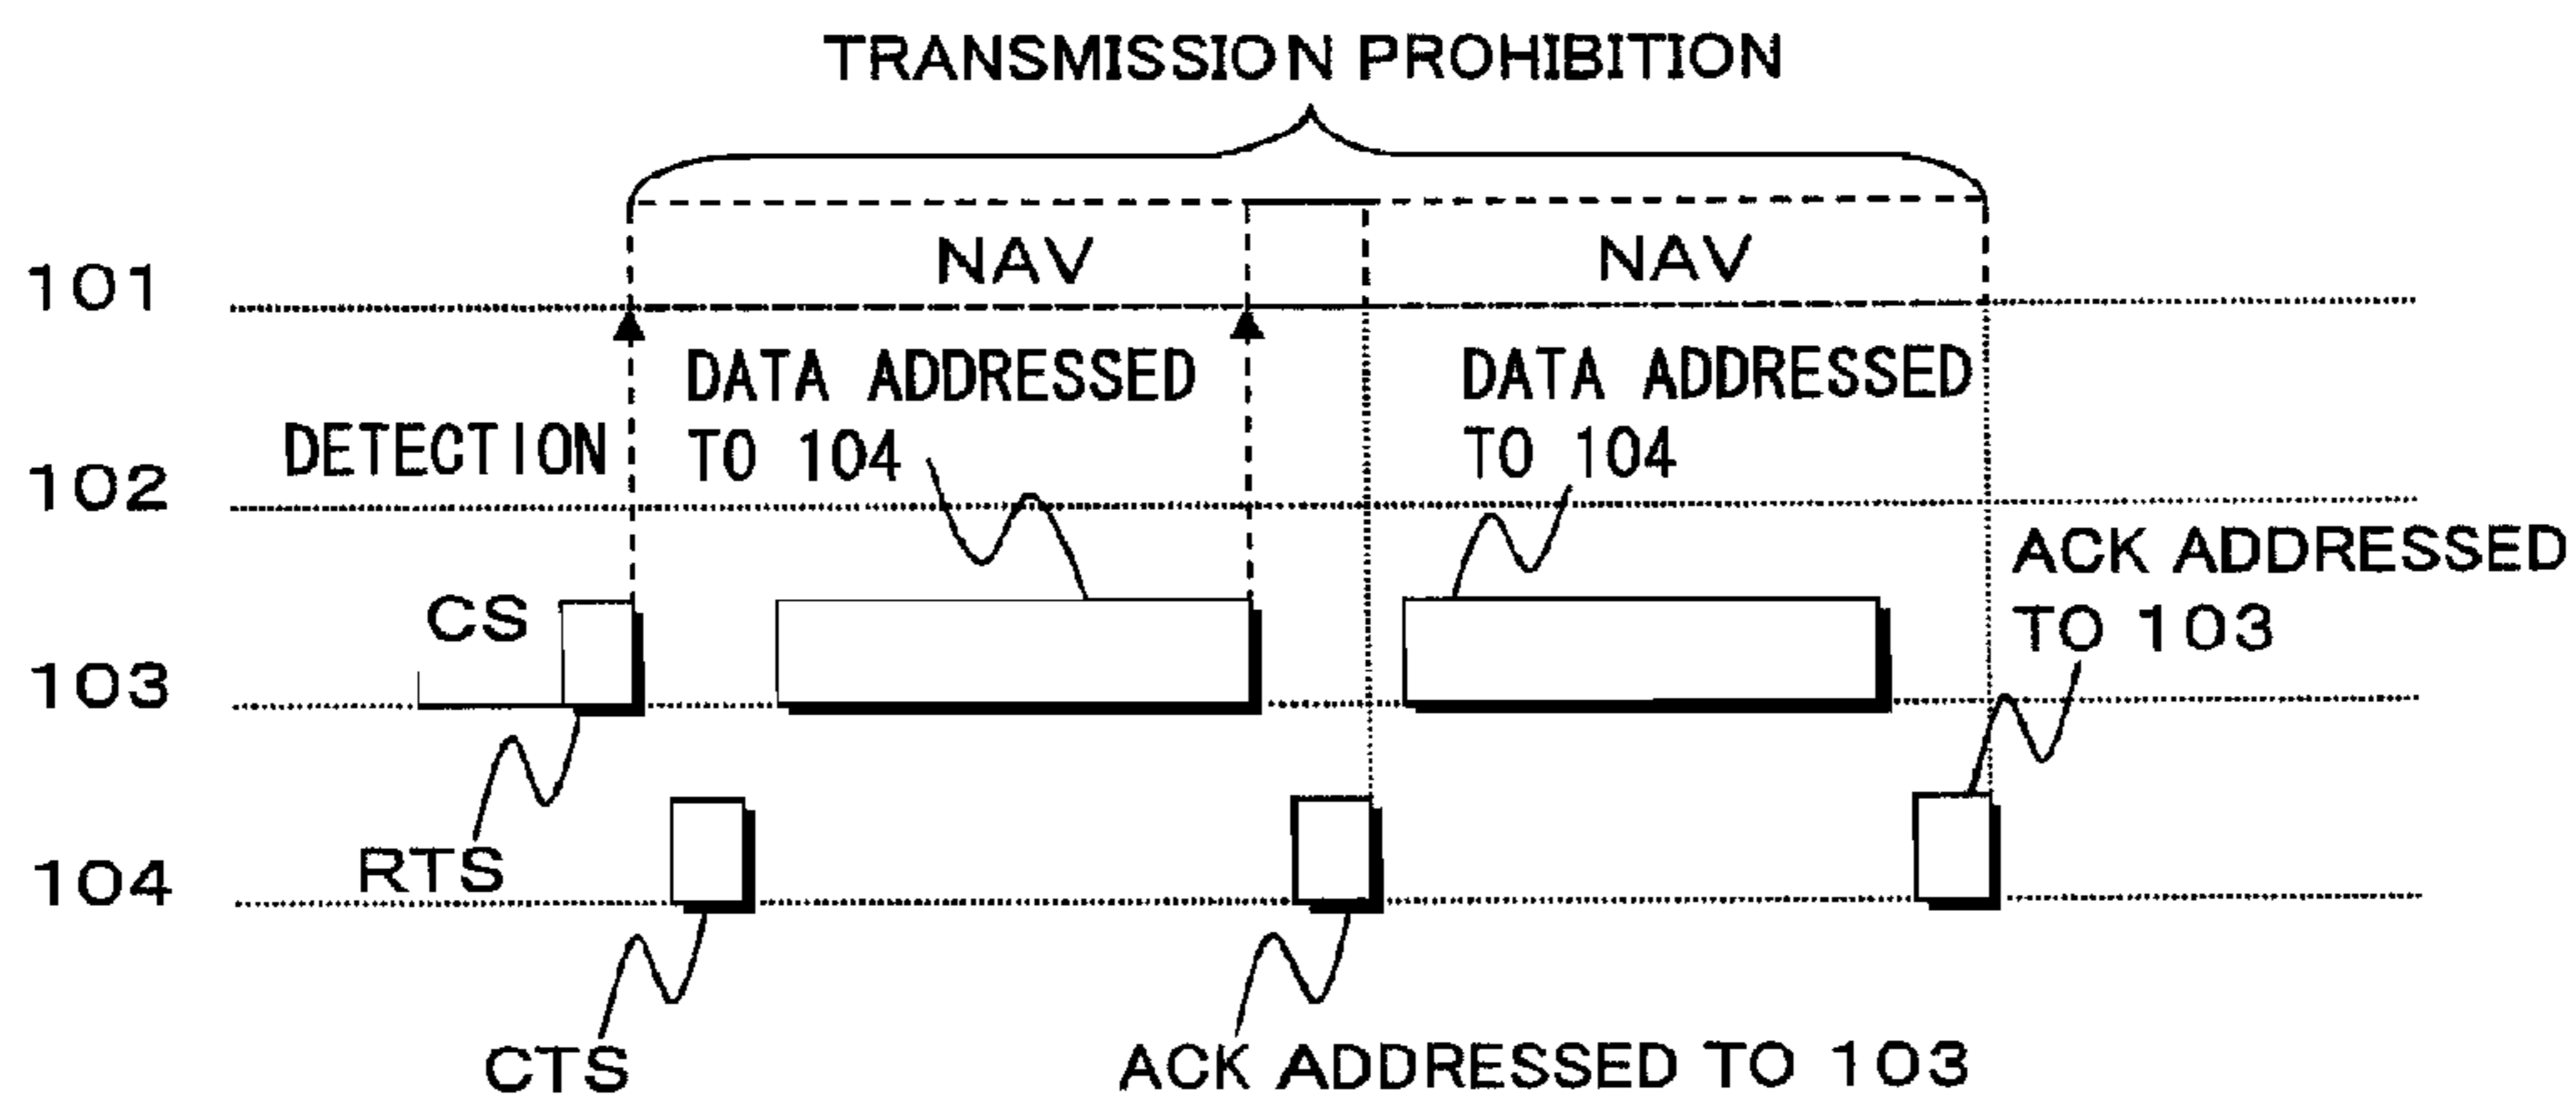 TRANSMISSION PROHIBITION
NAV
NAV
101
DATA ADDRESSED
TO 104
DATA ADDRESSED
TO 104
DETECTION
102
ACK ADDRESSED
TO 103
CS
103
RTS
104
CTS
ACK ADDRESSED TO 103